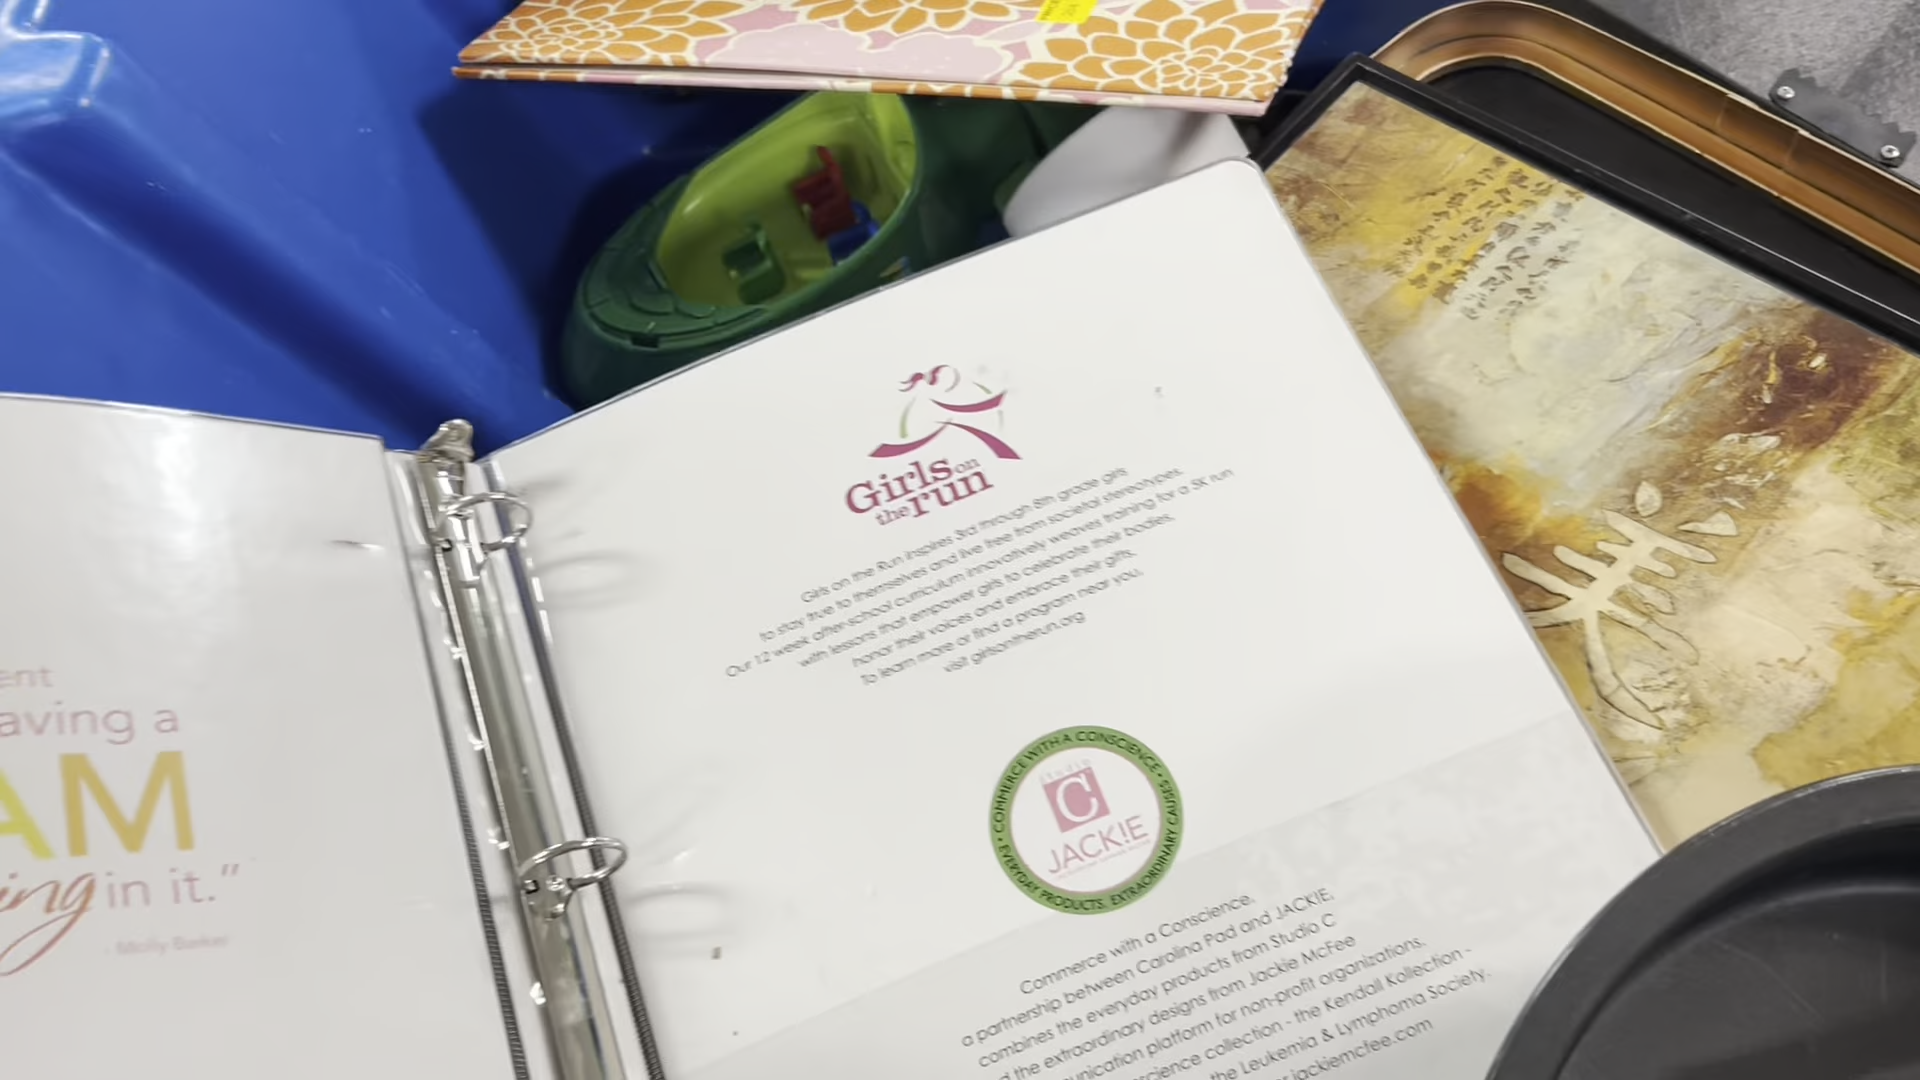 ent
aving a
AM
ing in it."
- Molly Barker
Girls on
the run
Girls on the Run inspires 3rd through 8th grade girls
to stay true to themselves and live free from societal stereotypes.
Our 12 week after-school curriculum innovatively weaves training for a 5K run
with lessons that empower girls to celebrate their bodies,
honor their voices and embrace their gifts.
To learn more or find a program near you,
visit girlsontherun.org
• COMMERCE WITH A CONSCIENCE •
EVERYDAY PRODUCTS, EXTRAORDINARY CAUSES
studio
C
JACK!E
Commerce with a Conscience,
a partnership between Carolina Pad and JACK!E,
combines the everyday products from Studio C
d the extraordinary designs from Jackie McFee
unication platform for non-profit organizations.
science collection - the Kendall Kollection -
the Leukemia & Lymphoma Society.
r jackiemcfee.com